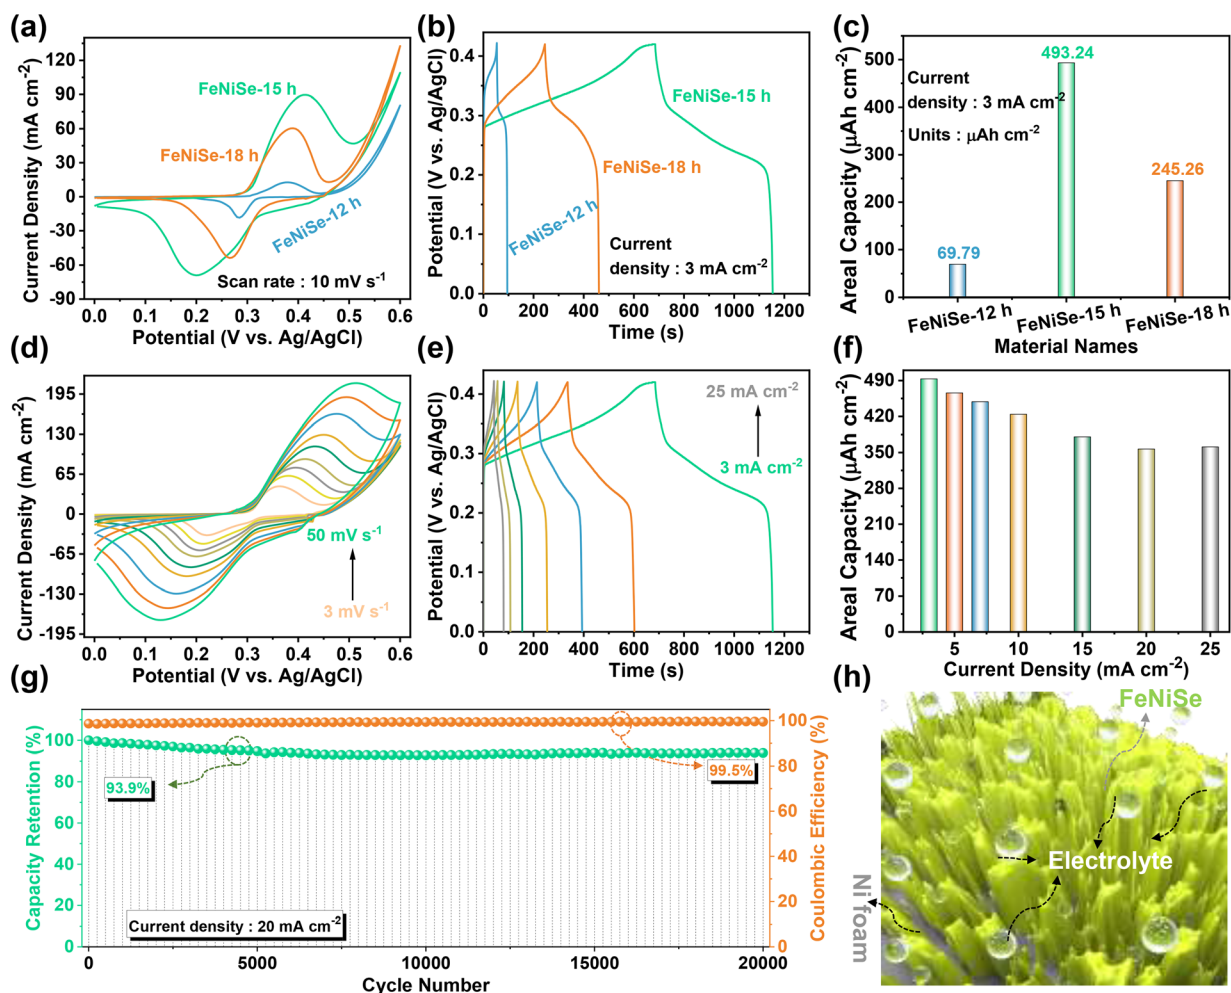 (a)
Current Density (mA cm-2)
120
90
60
30
0
-30
-60
-90
FeNiSe-15 h
FeNiSe-18 h
FeNiSe-12 h
Scan rate : 10 mV s-1
0.0 0.1 0.2 0.3 0.4 0.5 0.6
Potential (V vs. Ag/AgCl)
(b)
Potential (V vs. Ag/AgCl)
0.4
0.3
0.2
0.1
0.0
FeNiSe-15 h
FeNiSe-18 h
FeNiSe-12 h
Current
density : 3 mA cm-2
0 200 400 600 800 1000 1200
Time (s)
(c)
Areal Capacity (μAh cm-2)
500
400
300
200
100
0
493.24
Current
density : 3 mA cm-2
Units : μAh cm-2
245.26
69.79
FeNiSe-12 h FeNiSe-15 h FeNiSe-18 h
Material Names
(d)
Current Density (mA cm-2)
195
130
65
0
-65
-130
-195
50 mV s-1
3 mV s-1
0.0 0.1 0.2 0.3 0.4 0.5 0.6
Potential (V vs. Ag/AgCl)
(e)
Potential (V vs. Ag/AgCl)
0.4
0.3
0.2
0.1
0.0
25 mA cm-2
3 mA cm-2
0 200 400 600 800 1000 1200
Time (s)
(f)
Areal Capacity (μAh cm-2)
490
420
350
280
210
140
70
0
5 10 15 20 25
Current Density (mA cm-2)
(g)
Capacity Retention (%)
100
80
60
40
20
0
93.9%
99.5%
Current density : 20 mA cm-2
100
80
60
40
20
0
Coulombic Efficiency (%)
0 5000 10000 15000 20000
Cycle Number
(h)
FeNiSe
Electrolyte
Ni foam